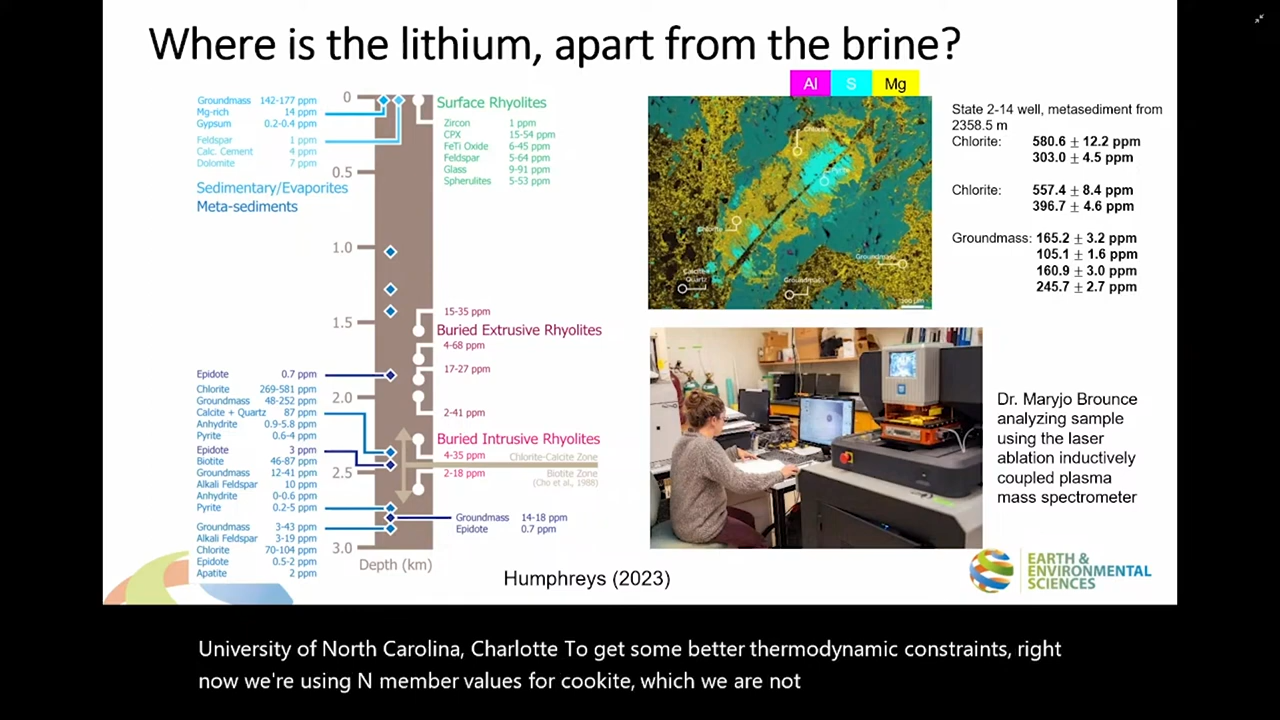 Where is the lithium, apart from the brine?
Groundmass 142-177 ppm
Mg-rich 14 ppm
Gypsum 0.2-0.4 ppm
Feldspar 1 ppm
Calc. Cement 4 ppm
Dolomite 7 ppm
Sedimentary/Evaporites
Meta-sediments
Epidote 0.7 ppm
Chlorite 269-581 ppm
Groundmass 48-252 ppm
Calcite + Quartz 87 ppm
Anhydrite 0.9-5.8 ppm
Pyrite 0.6-4 ppm
Epidote 3 ppm
Biotite 46-87 ppm
Groundmass 12-41 ppm
Alkali Feldspar 10 ppm
Anhydrite 0-0.6 ppm
Pyrite 0.2-5 ppm
Groundmass 3-43 ppm
Alkali Feldspar 3-19 ppm
Chlorite 70-104 ppm
Epidote 0.5-2 ppm
Apatite 2 ppm
0
0.5
1.0
1.5
2.0
2.5
3.0
Depth (km)
Surface Rhyolites
Zircon 1 ppm
CPX 15-54 ppm
FeTi Oxide 6-45 ppm
Feldspar 5-64 ppm
Glass 9-91 ppm
Spherulites 5-53 ppm
15-35 ppm
Buried Extrusive Rhyolites
4-68 ppm
17-27 ppm
2-41 ppm
Buried Intrusive Rhyolites
4-35 ppm
Chlorite-Calcite Zone
2-18 ppm
Biotite Zone
(Cho et al., 1988)
Groundmass 14-18 ppm
Epidote 0.7 ppm
Humphreys (2023)
Al S Mg
Chlorite
Chlorite
Groundmass
Calcite+
Quartz
Groundmass
State 2-14 well, metasediment from
2358.5 m
Chlorite: 580.6 ± 12.2 ppm
303.0 ± 4.5 ppm
Chlorite: 557.4 ± 8.4 ppm
396.7 ± 4.6 ppm
Groundmass: 165.2 ± 3.2 ppm
105.1 ± 1.6 ppm
160.9 ± 3.0 ppm
245.7 ± 2.7 ppm
Dr. Maryjo Brounce
analyzing sample
using the laser
ablation inductively
coupled plasma
mass spectrometer
EARTH &
ENVIRONMENTAL
SCIENCES
University of North Carolina, Charlotte To get some better thermodynamic constraints, right
now we're using N member values for cookite, which we are not